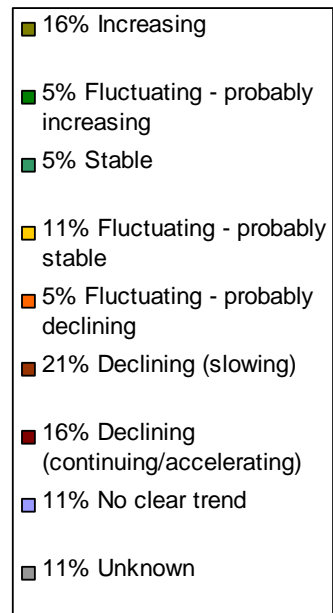 16% Increasing
5% Fluctuating - probably
increasing
5% Stable
11% Fluctuating - probably
stable
5% Fluctuating - probably
declining
21% Declining (slowing)
16% Declining
(continuing/accelerating)
11% No clear trend
11% Unknown